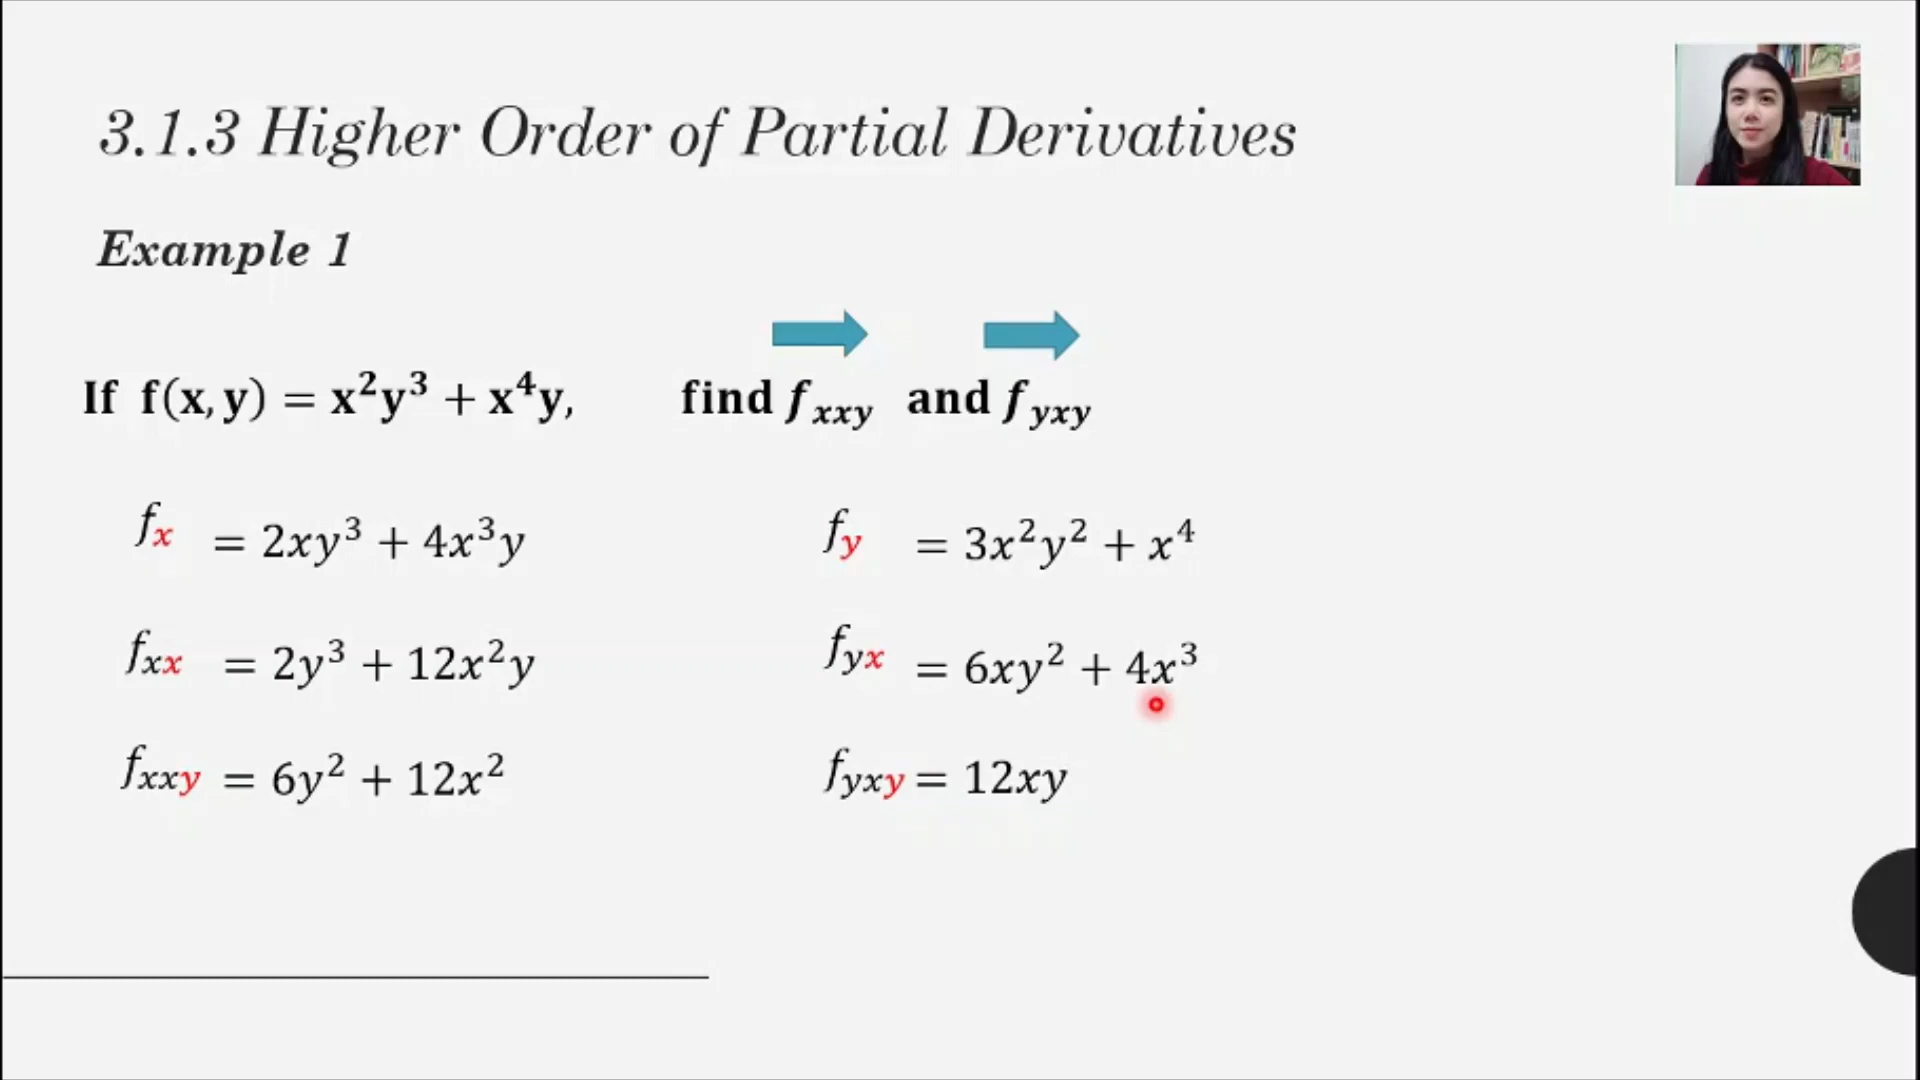 3.1.3 Higher Order of Partial Derivatives
Example 1
If f(x, y) = x²y³ + x⁴y, find f_xxy and f_yxy
f_x = 2xy³ + 4x³y
f_xx = 2y³ + 12x²y
f_xxy = 6y² + 12x²
f_y = 3x²y² + x⁴
f_yx = 6xy² + 4x³
f_yxy = 12xy